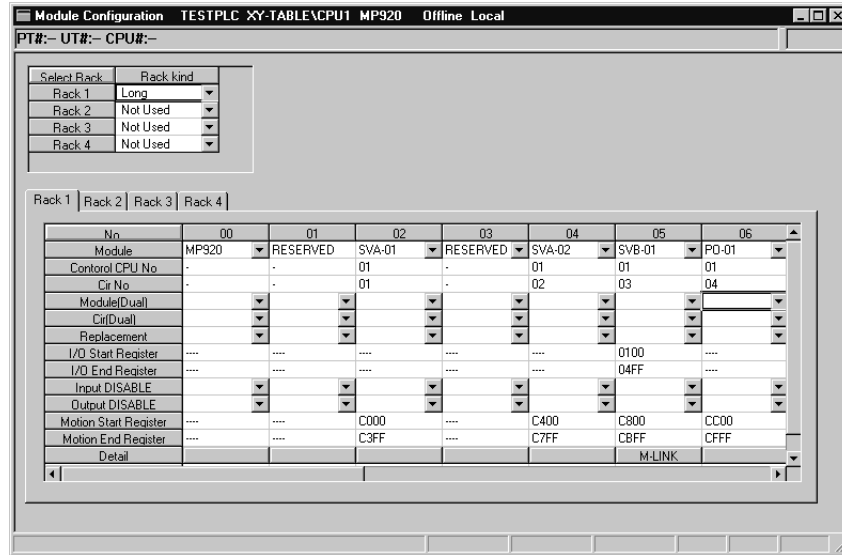 Module Configuration TESTPLC XY-TABLE\CPU1 MP920 Offline Local
PT#:– UT#:– CPU#:–
Select Rack Rack kind
Rack 1 Long
Rack 2 Not Used
Rack 3 Not Used
Rack 4 Not Used
Rack 1 Rack 2 Rack 3 Rack 4
No 00 01 02 03 04 05 06
Module MP920 RESERVED SVA-01 RESERVED SVA-02 SVB-01 PO-01
Contorol CPU No - - 01 - 01 01 01
Cir No - - 01 - 02 03 04
Module(Dual)
Cir(Dual)
Replacement
I/O Start Register ---- ---- ---- ---- ---- 0100 ----
I/O End Register ---- ---- ---- ---- ---- 04FF ----
Input DISABLE
Output DISABLE
Motion Start Register ---- ---- C000 ---- C400 C800 CC00
Motion End Register ---- ---- C3FF ---- C7FF CBFF CFFF
Detail M-LINK